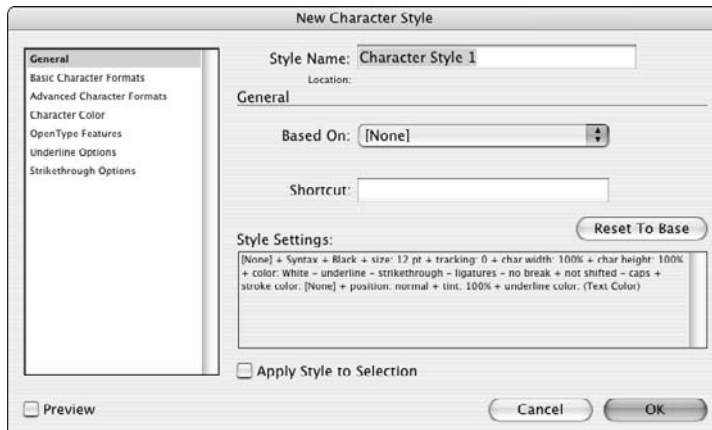 New Character Style
General
Basic Character Formats
Advanced Character Formats
Character Color
OpenType Features
Underline Options
Strikethrough Options
Style Name: Character Style 1
Location:
General
Based On: [None]
Shortcut:
Reset To Base
Style Settings:
[None] + Syntax + Black + size: 12 pt + tracking: 0 + char width: 100% + char height: 100%
+ color: White - underline - strikethrough - ligatures - no break + not shifted - caps +
stroke color: [None] + position: normal + tint: 100% + underline color: (Text Color)
Apply Style to Selection
Preview
Cancel
OK